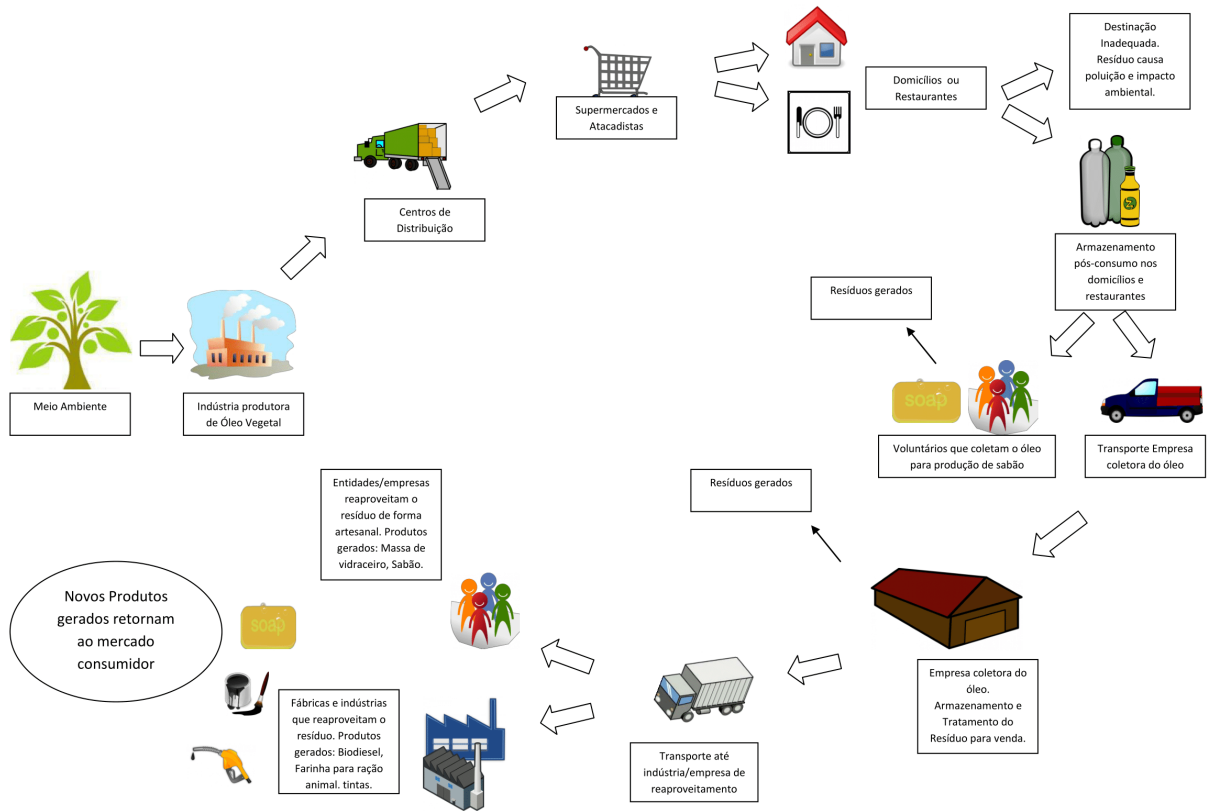 Destinação
Inadequada.
Resíduo causa
poluição e impacto
ambiental.
Domicílios ou
Restaurantes
Supermercados e
Atacadistas
Centros de
Distribuição
Armazenamento
pós-consumo nos
domicílios e
restaurantes
Resíduos gerados
Meio Ambiente
Indústria produtora
de Óleo Vegetal
soap
Voluntários que coletam o óleo
para produção de sabão
Transporte Empresa
coletora do óleo
Entidades/empresas
reaproveitam o
resíduo de forma
artesanal. Produtos
gerados: Massa de
vidraceiro, Sabão.
Resíduos gerados
Novos Produtos
gerados retornam
ao mercado
consumidor
soap
Empresa coletora do
óleo.
Armazenamento e
Tratamento do
Resíduo para venda.
Fábricas e indústrias
que reaproveitam o
resíduo. Produtos
gerados: Biodiesel,
Farinha para ração
animal. tintas.
Transporte até
indústria/empresa de
reaproveitamento